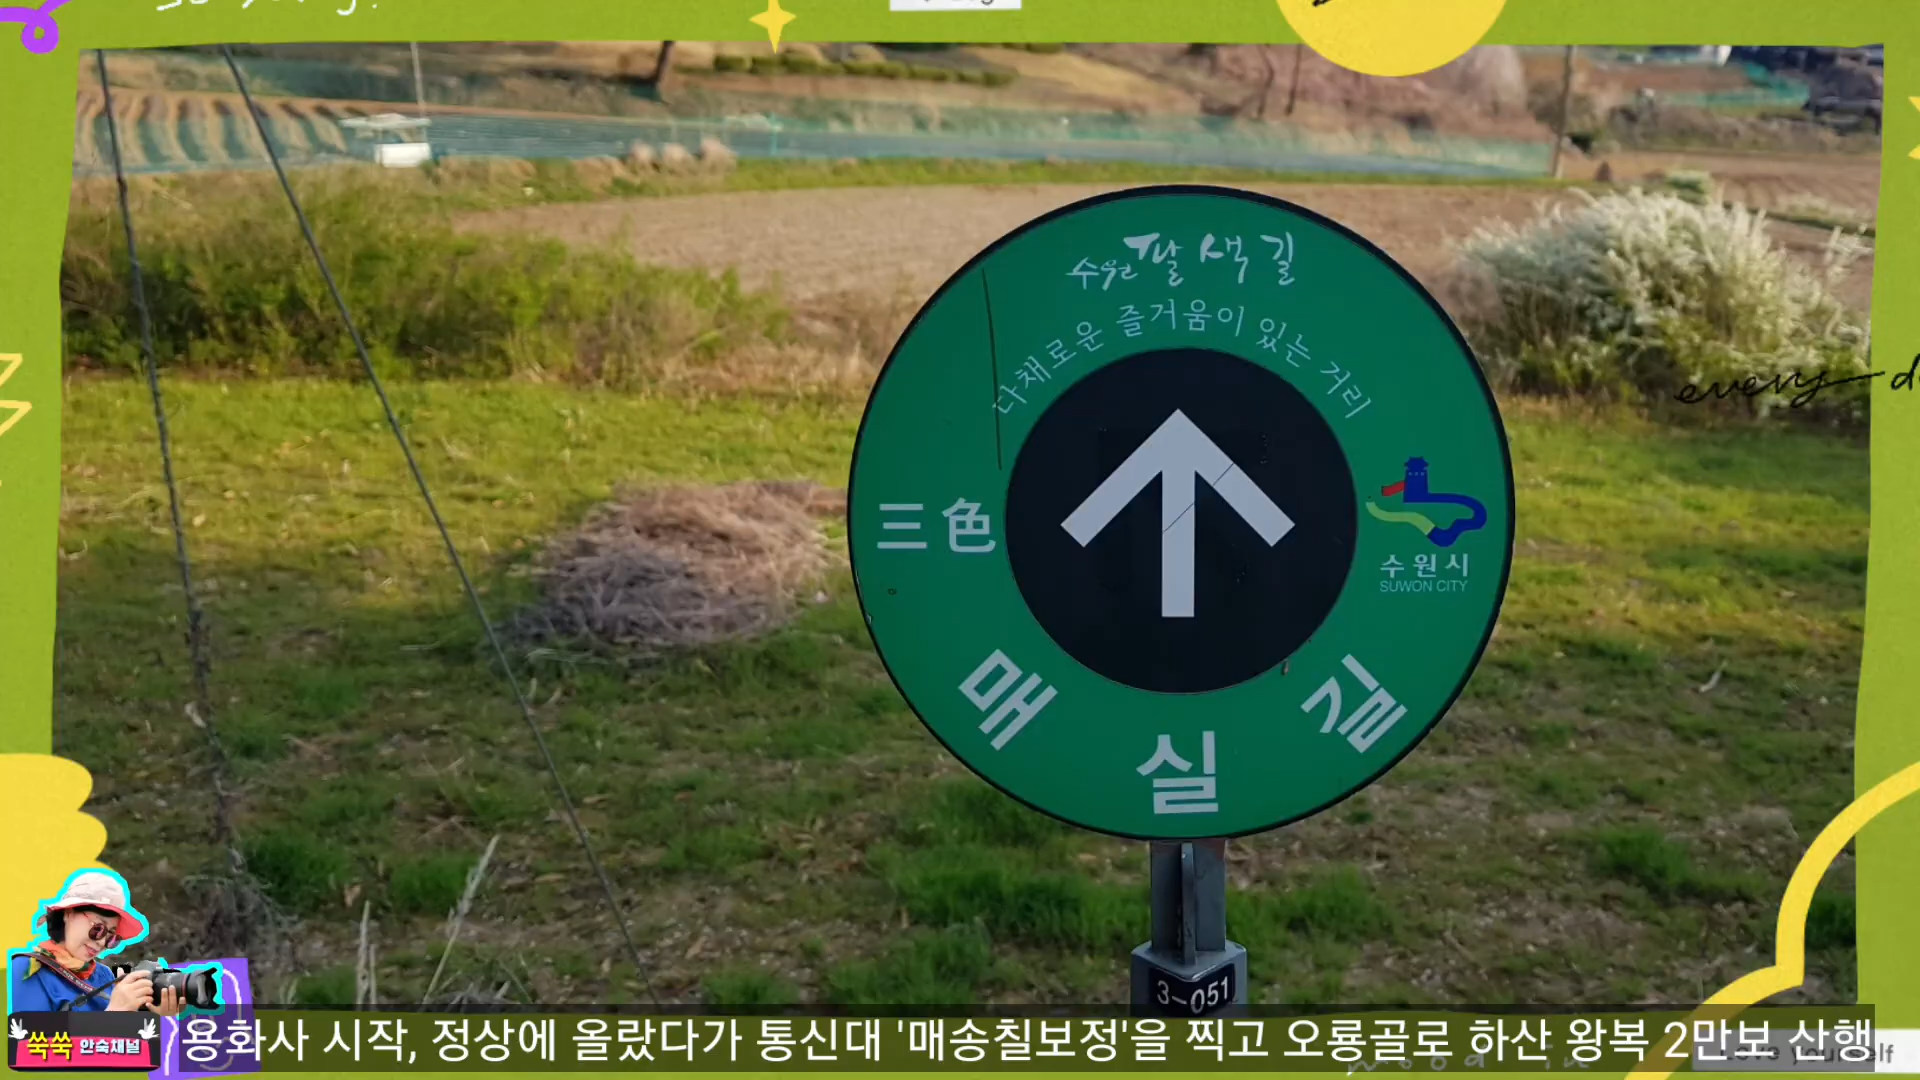 수원 팔색길
다채로운 즐거움이 있는 거리
三色
수원시
SUWON CITY
매실길
3-051
every
쑥쑥 안숙채널
용화사 시작, 정상에 올랐다가 통신대 '매송칠보정'을 찍고 오룡골로 하산 왕복 2만보 산행